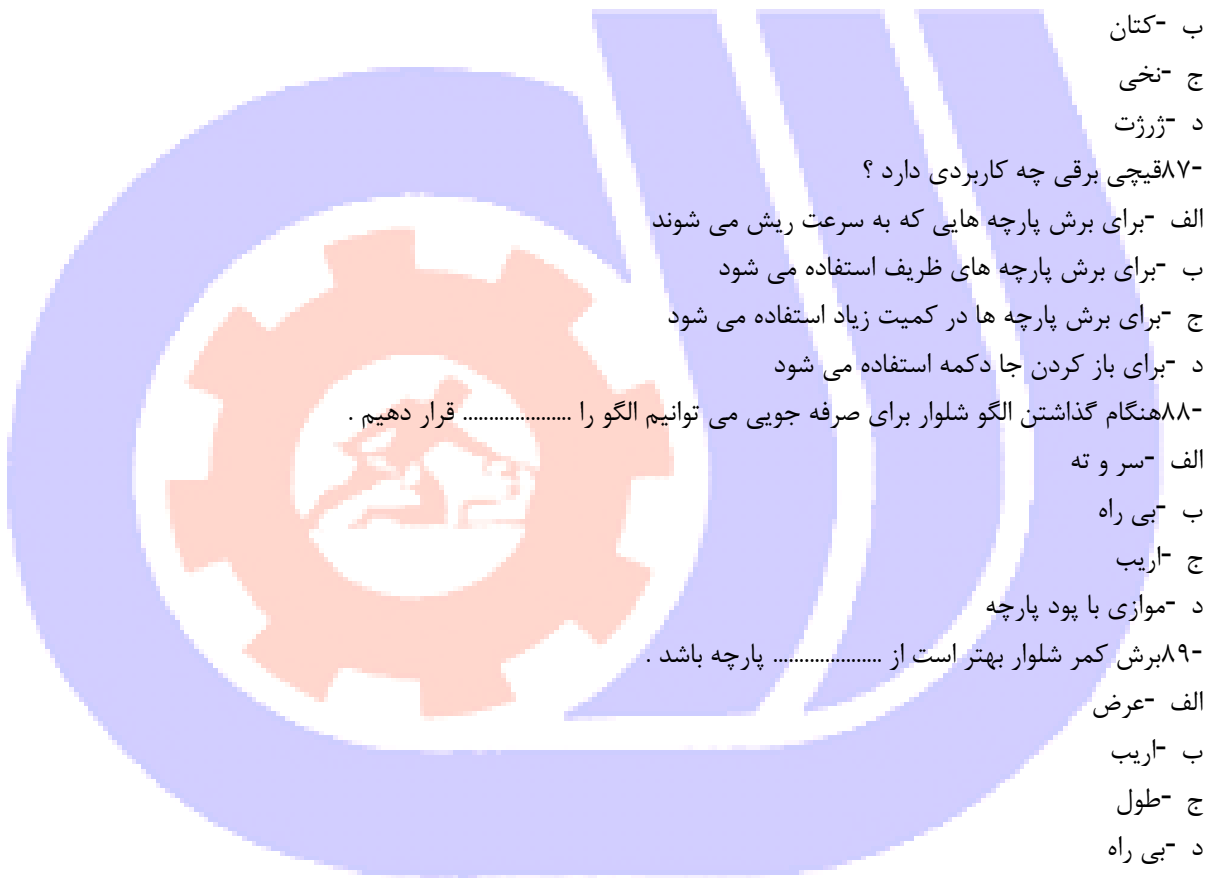 ب -کتان
ج -نخی
د -ژرژت
-۸۷قیچی برقی چه کاربردی دارد ؟
الف -برای برش پارچه هایی که به سرعت ریش می شوند
ب -برای برش پارچه های ظریف استفاده می شود
ج -برای برش پارچه ها در کمیت زیاد استفاده می شود
د -برای باز کردن جا دکمه استفاده می شود
-۸۸هنگام گذاشتن الگو شلوار برای صرفه جویی می توانیم الگو را .................... قرار دهیم .
الف -سر و ته
ب -بی راه
ج -اریب
د -موازی با پود پارچه
-۸۹برش کمر شلوار بهتر است از .................... پارچه باشد .
الف -عرض
ب -اریب
ج -طول
د -بی راه